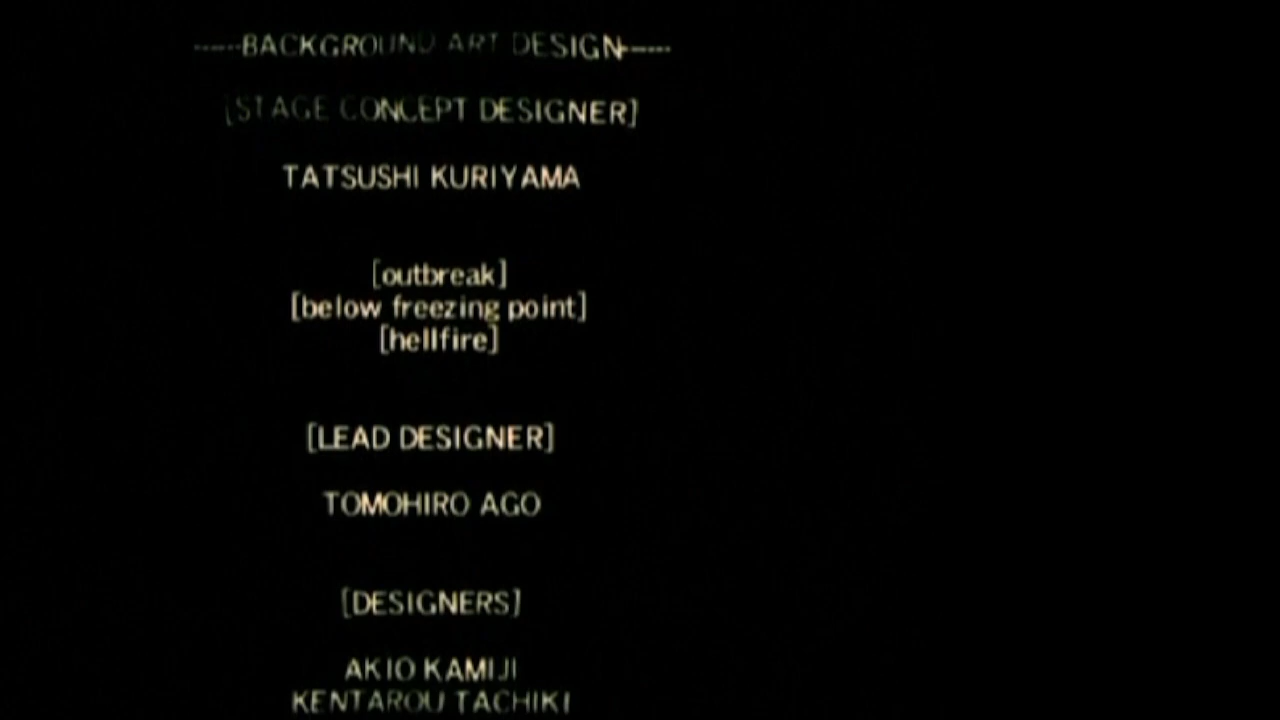 -----BACKGROUND ART DESIGN-----
[STAGE CONCEPT DESIGNER]
TATSUSHI KURIYAMA
[outbreak]
[below freezing point]
[hellfire]
[LEAD DESIGNER]
TOMOHIRO AGO
[DESIGNERS]
AKIO KAMIJI
KENTAROU TACHIKI